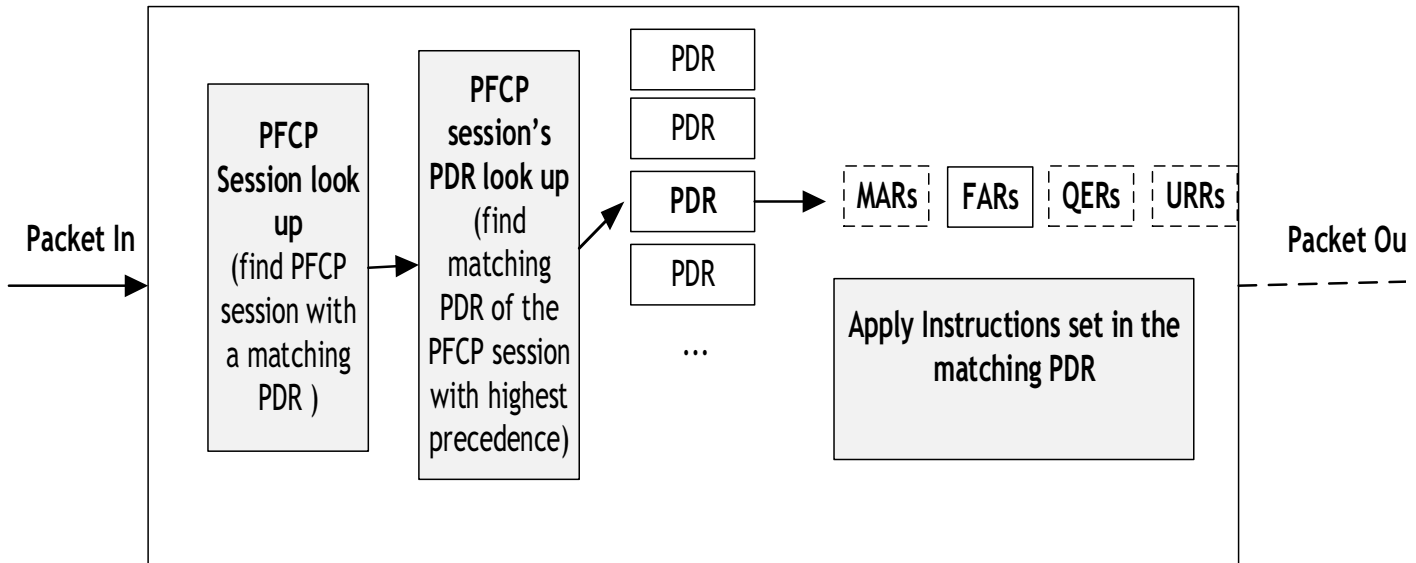 Packet In
PFCP
Session look
up
(find PFCP
session with
a matching
PDR )
PFCP
session’s
PDR look up
(find
matching
PDR of the
PFCP session
with highest
precedence)
PDR
PDR
PDR
PDR
...
MARs
FARs
QERs
URRs
Apply Instructions set in the
matching PDR
Packet Ou